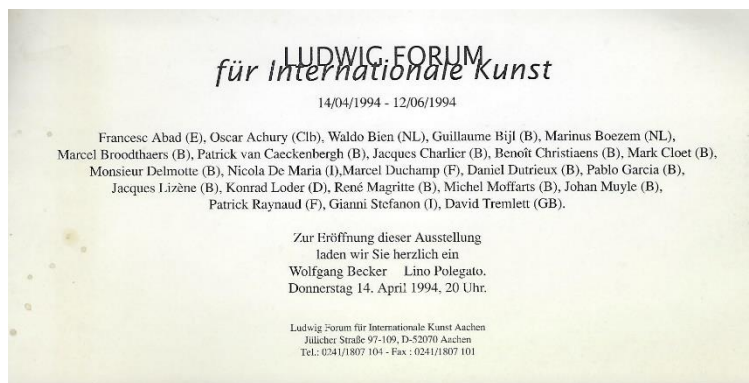 LUDWIG FORUM
für Internationale Kunst
14/04/1994 - 12/06/1994
Francesc Abad (E), Oscar Achury (Clb), Waldo Bien (NL), Guillaume Bijl (B), Marinus Boezem (NL),
Marcel Broodthaers (B), Patrick van Caeckenbergh (B), Jacques Charlier (B), Benoît Christiaens (B), Mark Cloet (B),
Monsieur Delmotte (B), Nicola De Maria (I),Marcel Duchamp (F), Daniel Dutrieux (B), Pablo Garcia (B),
Jacques Lizène (B), Konrad Loder (D), René Magritte (B), Michel Moffarts (B), Johan Muyle (B),
Patrick Raynaud (F), Gianni Stefanon (I), David Tremlett (GB).
Zur Eröffnung dieser Ausstellung
laden wir Sie herzlich ein
Wolfgang Becker Lino Polegato.
Donnerstag 14. April 1994, 20 Uhr.
Ludwig Forum für Internationale Kunst Aachen
Jülicher Straße 97-109, D-52070 Aachen
Tel.: 0241/1807 104 - Fax : 0241/1807 101